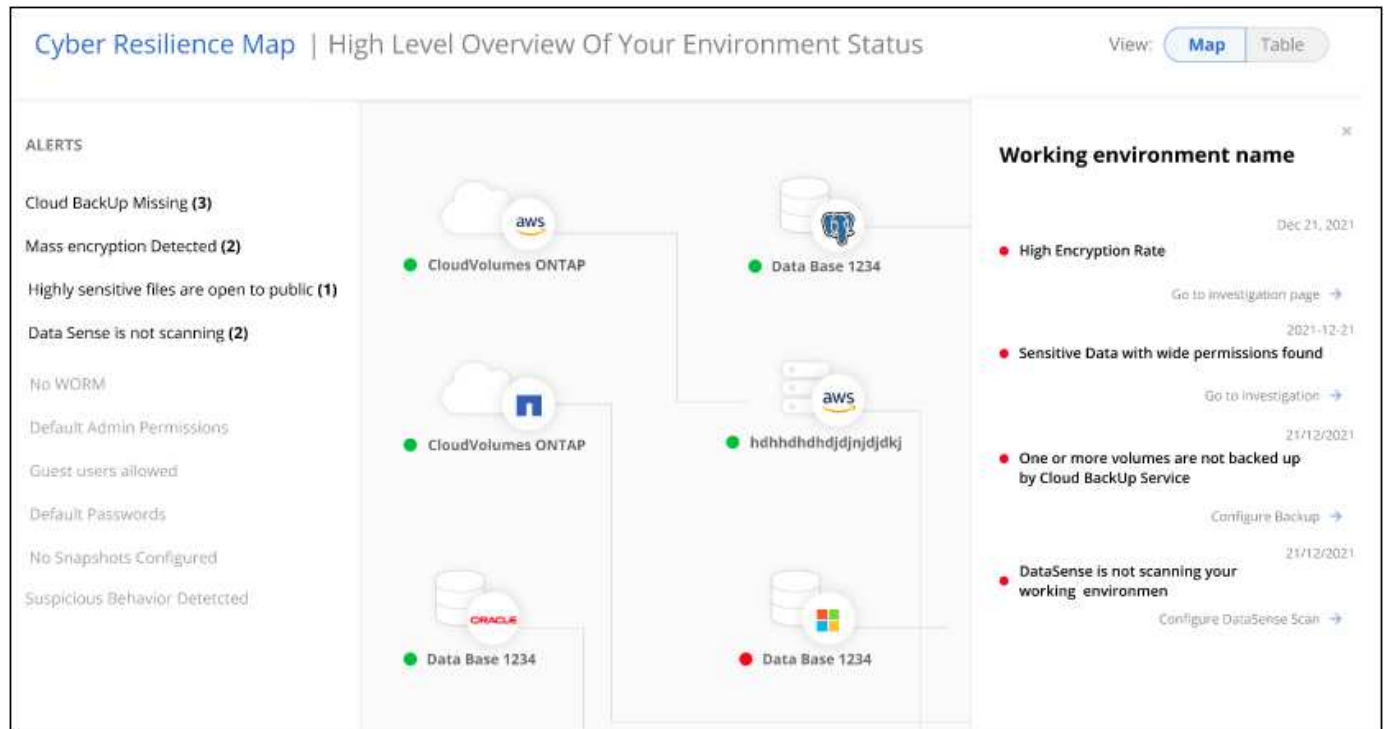 Cyber Resilience Map | High Level Overview Of Your Environment Status
View: Map Table
ALERTS
Cloud BackUp Missing (3)
Mass encryption Detected (2)
Highly sensitive files are open to public (1)
Data Sense is not scanning (2)
No WORM
Default Admin Permissions
Guest users allowed
Default Passwords
No Snapshots Configured
Suspicious Behavior Detetcted
aws
CloudVolumes ONTAP
Data Base 1234
CloudVolumes ONTAP
aws
hdhhdhdhdjdjnjdjdkj
ORACLE
Data Base 1234
Data Base 1234
Working environment name
Dec 21, 2021
High Encryption Rate
Go to investigation page
2021-12-21
Sensitive Data with wide permissions found
Go to investigation
21/12/2021
One or more volumes are not backed up
by Cloud BackUp Service
Configure Backup
21/12/2021
DataSense is not scanning your
working environmen
Configure DataSense Scan